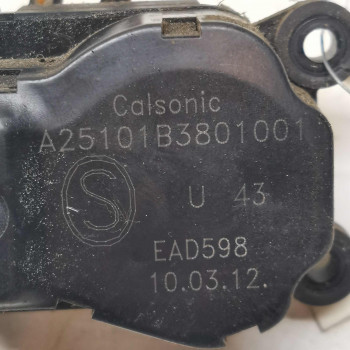 Calsonic
A25101B3801001
S U 43
EAD598
10.03.12.